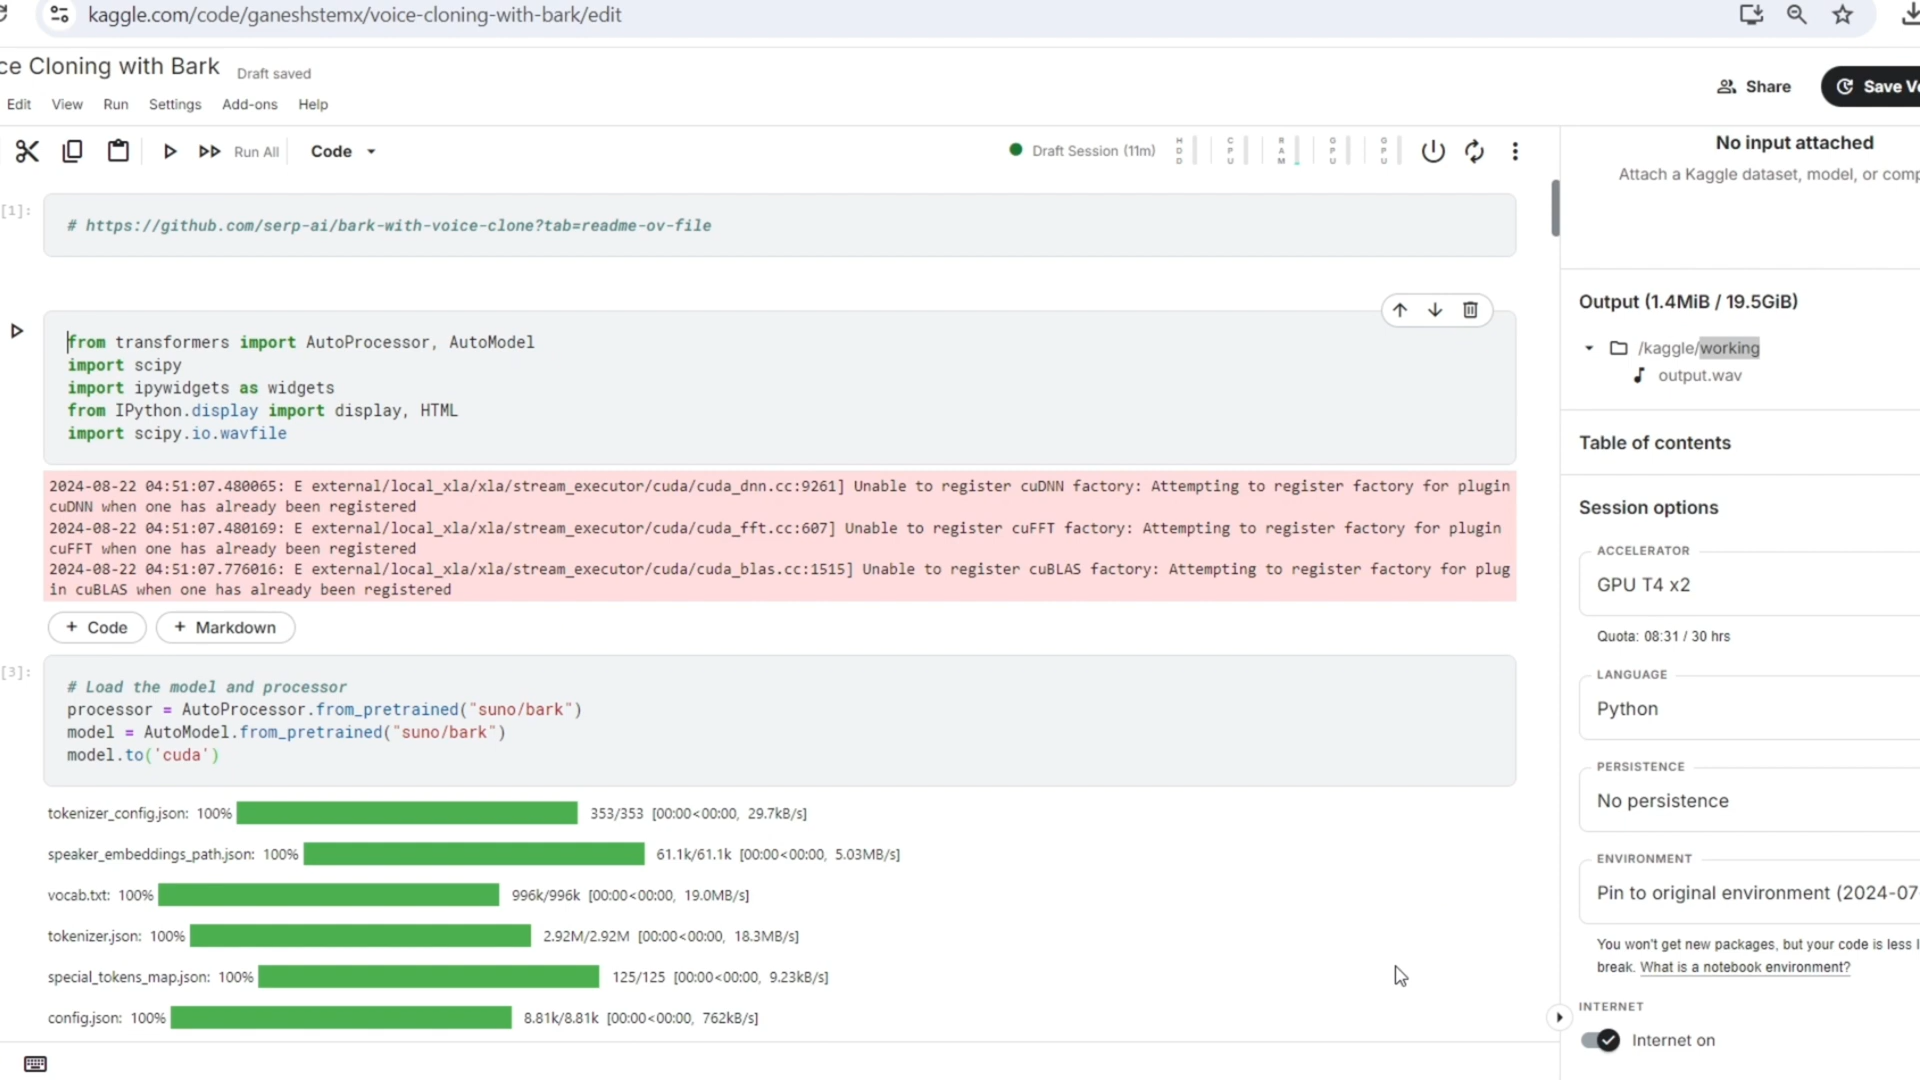 kaggle.com/code/ganeshstemx/voice-cloning-with-bark/edit
ce Cloning with Bark Draft saved
Edit View Run Settings Add-ons Help
Share
Save Ve
Run All Code
Draft Session (11m)
HDD CPU RAM GPU GPU
[1]:
# https://github.com/serp-ai/bark-with-voice-clone?tab=readme-ov-file
from transformers import AutoProcessor, AutoModel
import scipy
import ipywidgets as widgets
from IPython.display import display, HTML
import scipy.io.wavfile
2024-08-22 04:51:07.480065: E external/local_xla/xla/stream_executor/cuda/cuda_dnn.cc:9261] Unable to register cuDNN factory: Attempting to register factory for plugin
cuDNN when one has already been registered
2024-08-22 04:51:07.480169: E external/local_xla/xla/stream_executor/cuda/cuda_fft.cc:607] Unable to register cuFFT factory: Attempting to register factory for plugin
cuFFT when one has already been registered
2024-08-22 04:51:07.776016: E external/local_xla/xla/stream_executor/cuda/cuda_blas.cc:1515] Unable to register cuBLAS factory: Attempting to register factory for plug
in cuBLAS when one has already been registered
+ Code + Markdown
[3]:
# Load the model and processor
processor = AutoProcessor.from_pretrained("suno/bark")
model = AutoModel.from_pretrained("suno/bark")
model.to('cuda')
tokenizer_config.json: 100% 353/353 [00:00<00:00, 29.7kB/s]
speaker_embeddings_path.json: 100% 61.1k/61.1k [00:00<00:00, 5.03MB/s]
vocab.txt: 100% 996k/996k [00:00<00:00, 19.0MB/s]
tokenizer.json: 100% 2.92M/2.92M [00:00<00:00, 18.3MB/s]
special_tokens_map.json: 100% 125/125 [00:00<00:00, 9.23kB/s]
config.json: 100% 8.81k/8.81k [00:00<00:00, 762kB/s]
No input attached
Attach a Kaggle dataset, model, or comp
Output (1.4MiB / 19.5GiB)
/kaggle/working
output.wav
Table of contents
Session options
ACCELERATOR
GPU T4 x2
Quota: 08:31 / 30 hrs
LANGUAGE
Python
PERSISTENCE
No persistence
ENVIRONMENT
Pin to original environment (2024-07
You won't get new packages, but your code is less l
break. What is a notebook environment?
INTERNET
Internet on